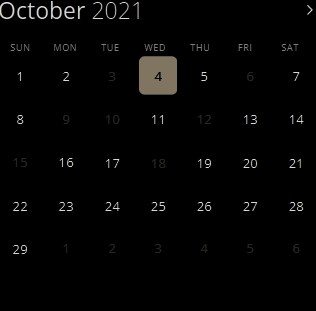 October 2021 >
SUN MON TUE WED THU FRI SAT
1 2 3 4 5 6 7
8 9 10 11 12 13 14
15 16 17 18 19 20 21
22 23 24 25 26 27 28
29 1 2 3 4 5 6